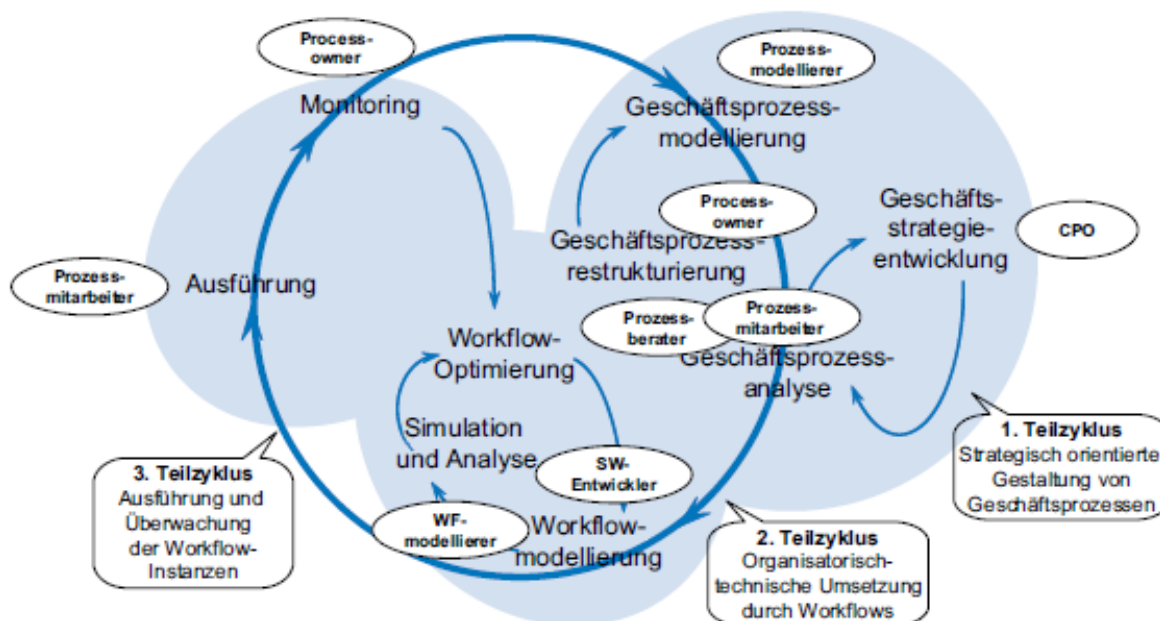 Process-
owner
Prozess-
modellierer
Monitoring
Geschäftsprozess-
modellierung
Process-
owner
Geschäfts-
strategie-
entwicklung
CPO
Geschäftsprozess-
restrukturierung
Prozess-
mitarbeiter
Ausführung
Prozess-
berater
Prozess-
mitarbeiter
Workflow-
Optimierung
Geschäftsprozess-
analyse
Simulation
und Analyse
SW-
Entwickler
WF-
modellierer
Workflow-
modellierung
1. Teilzyklus
Strategisch orientierte
Gestaltung von
Geschäftsprozessen
3. Teilzyklus
Ausführung und
Überwachung
der Workflow-
Instanzen
2. Teilzyklus
Organisatorisch-
technische Umsetzung
durch Workflows